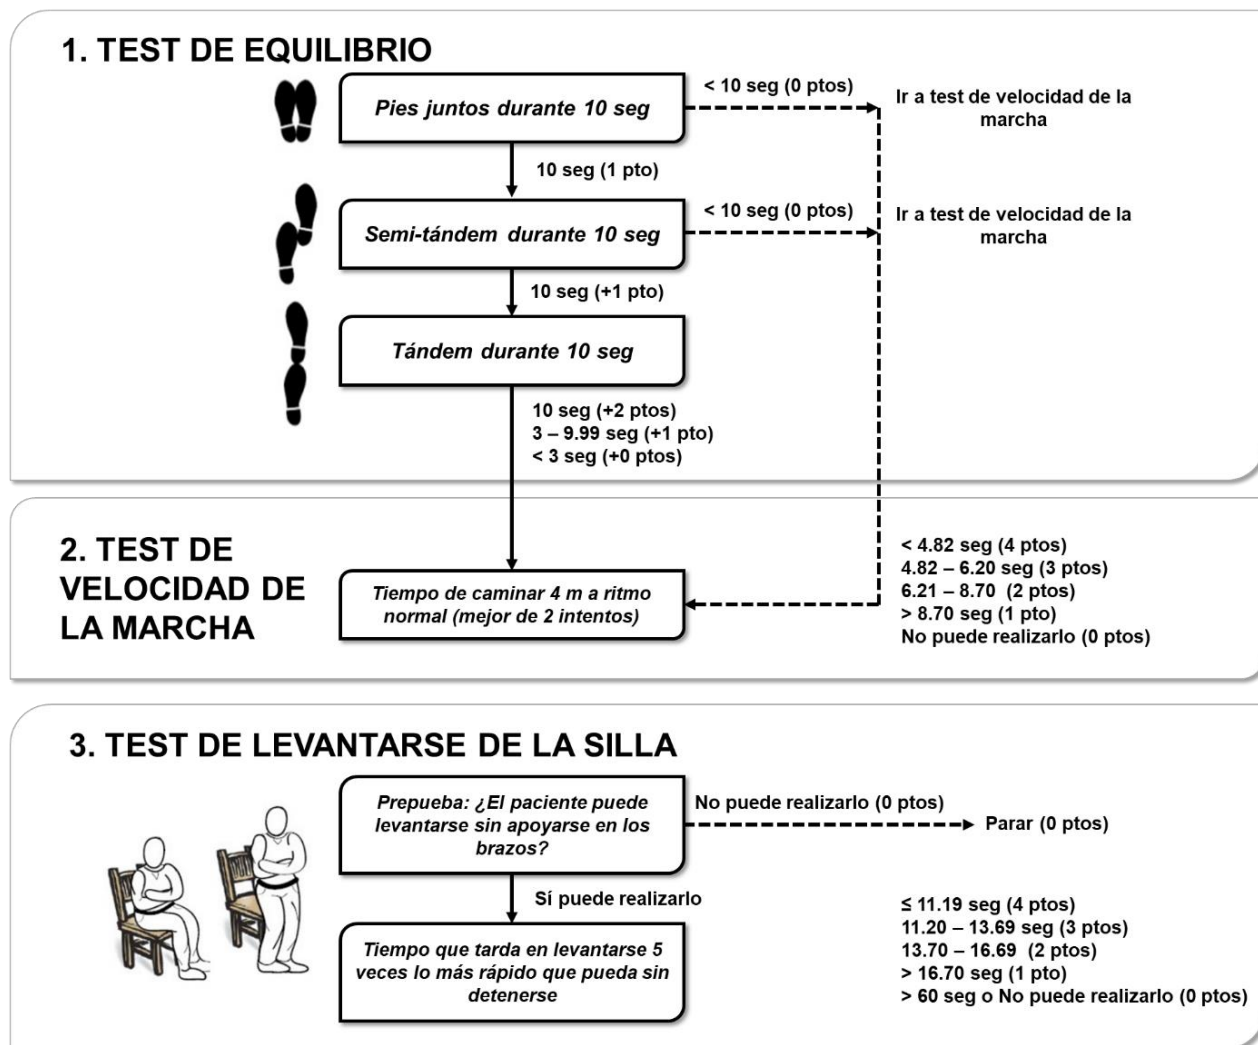 1. TEST DE EQUILIBRIO
Pies juntos durante 10 seg
< 10 seg (0 ptos)
Ir a test de velocidad de la
marcha
10 seg (1 pto)
Semi-tándem durante 10 seg
< 10 seg (0 ptos)
Ir a test de velocidad de la
marcha
10 seg (+1 pto)
Tándem durante 10 seg
10 seg (+2 ptos)
3 – 9.99 seg (+1 pto)
< 3 seg (+0 ptos)
2. TEST DE
VELOCIDAD DE
LA MARCHA
Tiempo de caminar 4 m a ritmo
normal (mejor de 2 intentos)
< 4.82 seg (4 ptos)
4.82 – 6.20 seg (3 ptos)
6.21 – 8.70 (2 ptos)
> 8.70 seg (1 pto)
No puede realizarlo (0 ptos)
3. TEST DE LEVANTARSE DE LA SILLA
Prepueba: ¿El paciente puede
levantarse sin apoyarse en los
brazos?
No puede realizarlo (0 ptos)
Parar (0 ptos)
Sí puede realizarlo
Tiempo que tarda en levantarse 5
veces lo más rápido que pueda sin
detenerse
≤ 11.19 seg (4 ptos)
11.20 – 13.69 seg (3 ptos)
13.70 – 16.69 (2 ptos)
> 16.70 seg (1 pto)
> 60 seg o No puede realizarlo (0 ptos)